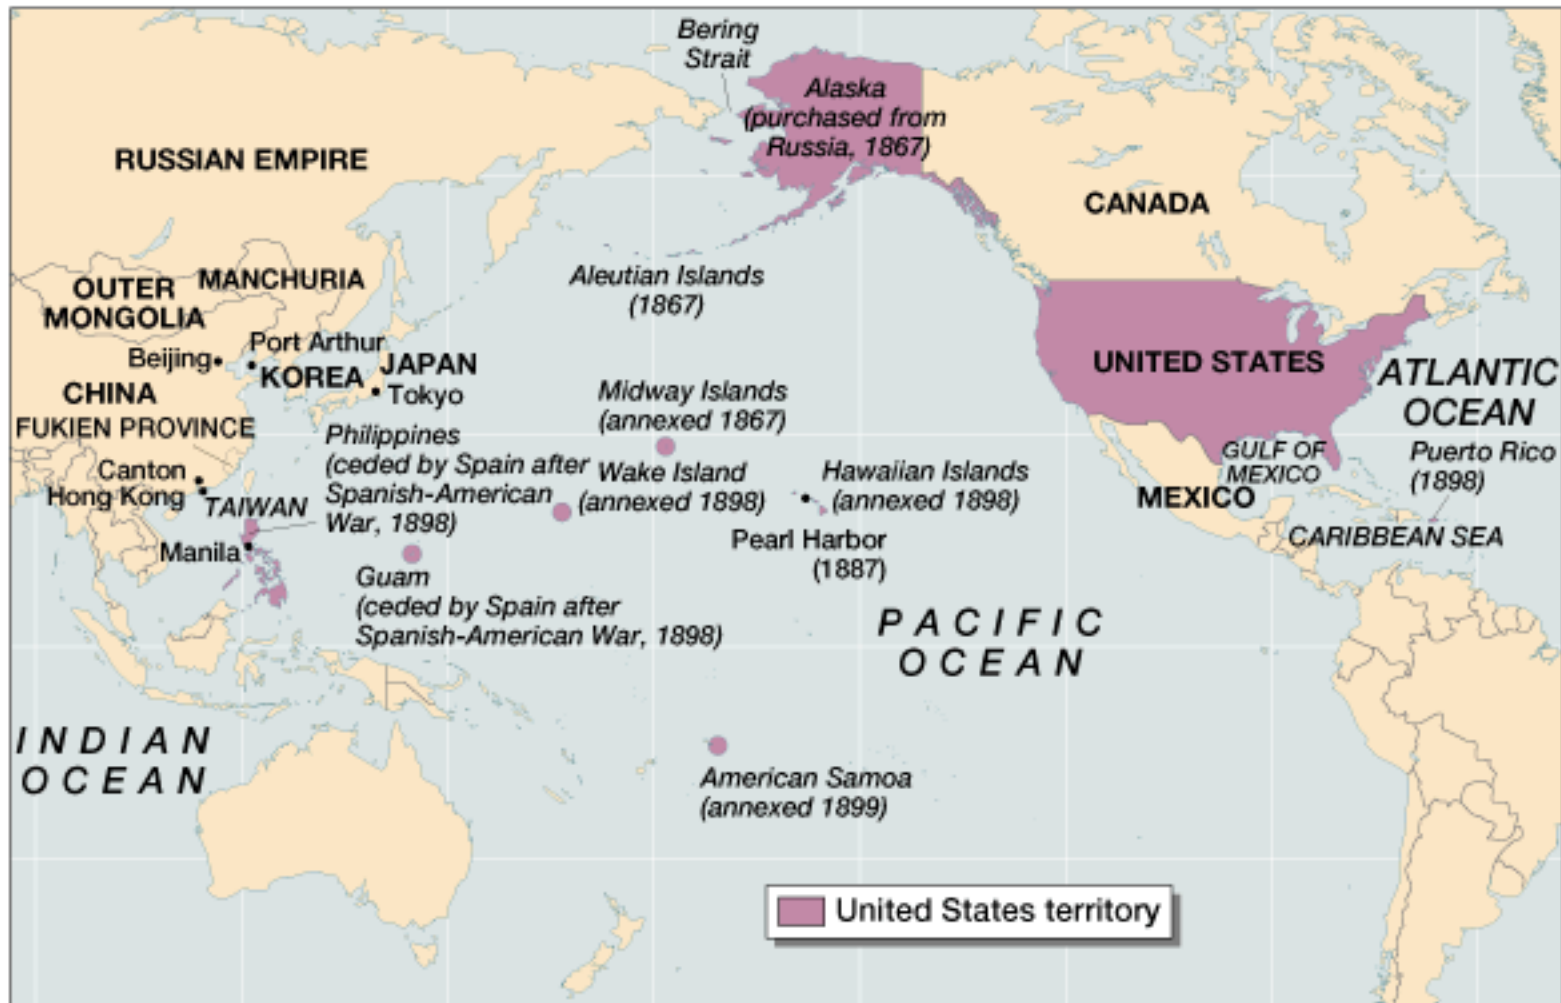 Bering
Strait
Alaska
(purchased from
Russia, 1867)
RUSSIAN EMPIRE
CANADA
OUTER
MONGOLIA
MANCHURIA
Aleutian Islands
(1867)
Beijing
Port Arthur
KOREA
JAPAN
Tokyo
UNITED STATES
ATLANTIC
OCEAN
CHINA
FUKIEN PROVINCE
Midway Islands
(annexed 1867)
Philippines
(ceded by Spain after
Spanish-American
War, 1898)
Wake Island
(annexed 1898)
Hawaiian Islands
(annexed 1898)
GULF OF
MEXICO
Puerto Rico
(1898)
Canton
Hong Kong
TAIWAN
MEXICO
CARIBBEAN SEA
Manila
Pearl Harbor
(1887)
Guam
(ceded by Spain after
Spanish-American War, 1898)
PACIFIC
OCEAN
INDIAN
OCEAN
American Samoa
(annexed 1899)
United States territory